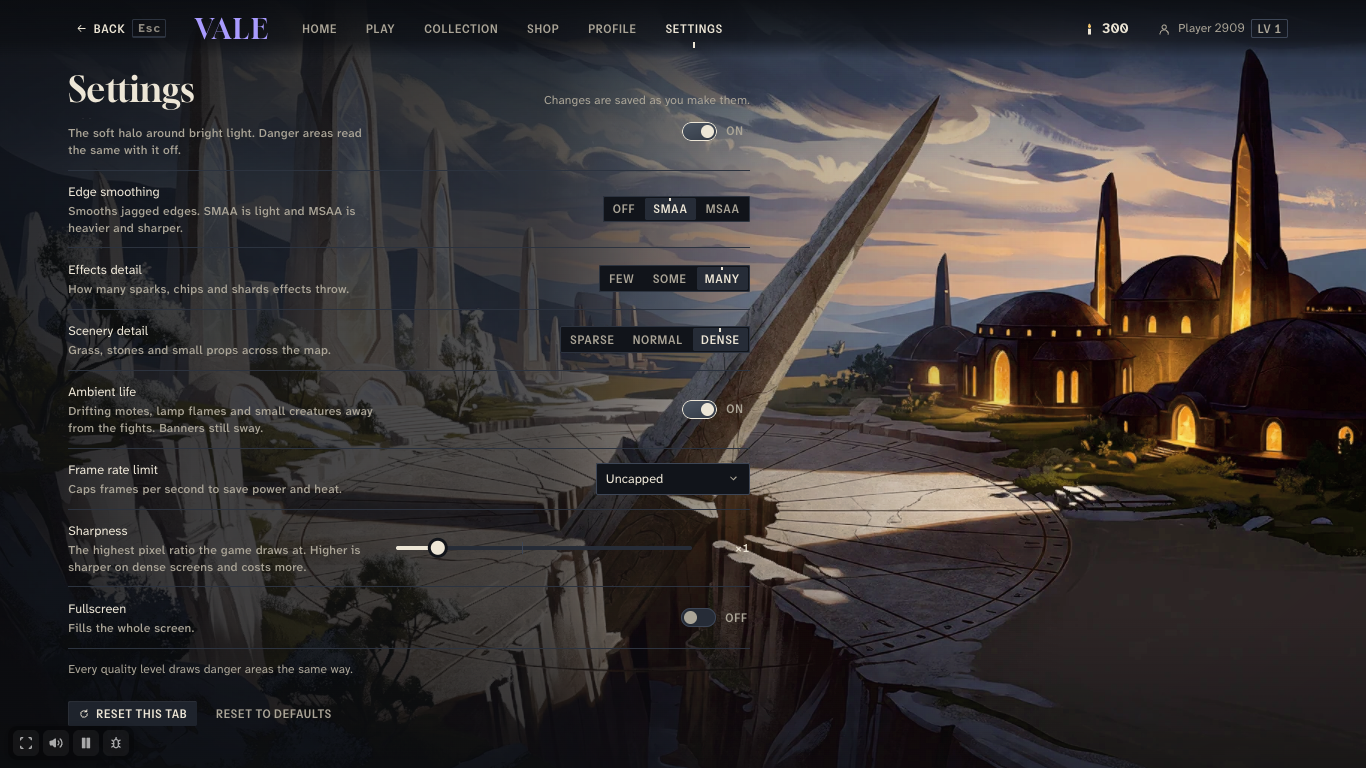 ← BACK Esc VALE HOME PLAY COLLECTION SHOP PROFILE SETTINGS 300 Player 2909 LV 1
Settings
Changes are saved as you make them.
The soft halo around bright light. Danger areas read
the same with it off.
ON
Edge smoothing
Smooths jagged edges. SMAA is light and MSAA is
heavier and sharper.
OFF SMAA MSAA
Effects detail
How many sparks, chips and shards effects throw.
FEW SOME MANY
Scenery detail
Grass, stones and small props across the map.
SPARSE NORMAL DENSE
Ambient life
Drifting motes, lamp flames and small creatures away
from the fights. Banners still sway.
ON
Frame rate limit
Caps frames per second to save power and heat.
Uncapped
Sharpness
The highest pixel ratio the game draws at. Higher is
sharper on dense screens and costs more.
×1
Fullscreen
Fills the whole screen.
OFF
Every quality level draws danger areas the same way.
RESET THIS TAB RESET TO DEFAULTS